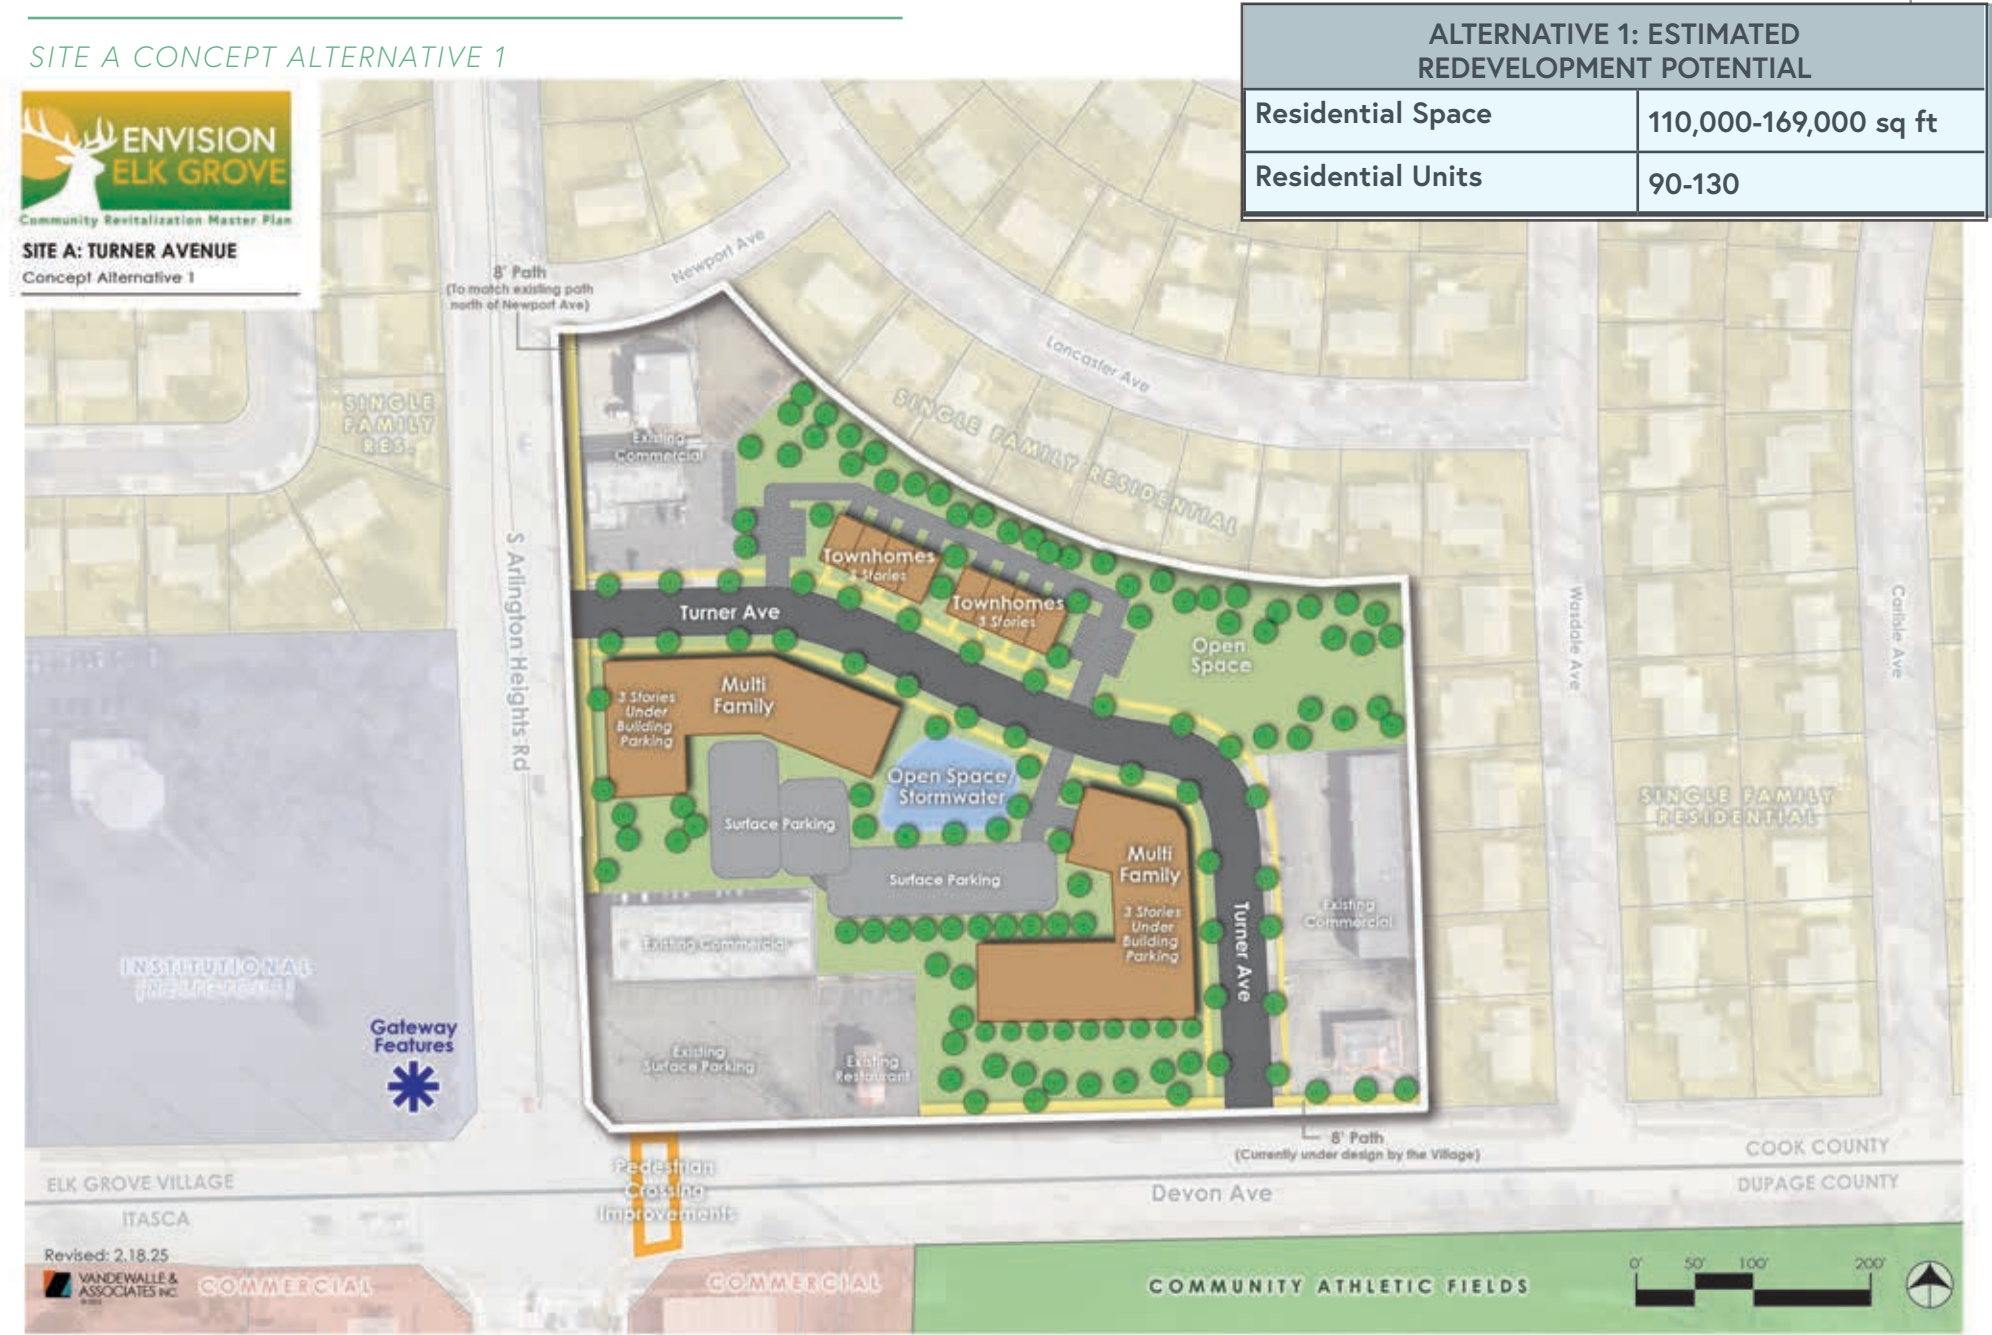 SITE A CONCEPT ALTERNATIVE 1
ALTERNATIVE 1: ESTIMATED
REDEVELOPMENT POTENTIAL
Residential Space 110,000-169,000 sq ft
Residential Units 90-130
ENVISION
ELK GROVE
Community Revitalization Master Plan
SITE A: TURNER AVENUE
Concept Alternative 1
8' Path
(To match existing path
north of Newport Ave)
Newport Ave
Lancaster Ave
SINGLE
FAMILY
RES.
SINGLE FAMILY RESIDENTIAL
Existing
Commercial
S Arlington Heights Rd
Townhomes
3 Stories
Townhomes
3 Stories
Turner Ave
Open
Space
Wasdale Ave
Carlisle Ave
Multi
Family
3 Stories
Under
Building
Parking
Open Space/
Stormwater
Surface Parking
Surface Parking
SINGLE FAMILY
RESIDENTIAL
Multi
Family
3 Stories
Under
Building
Parking
Turner Ave
Existing
Commercial
Existing Commercial
INSTITUTIONAL
(RELIGIOUS)
Gateway
Features
Existing
Surface Parking
Existing
Restaurant
8' Path
(Currently under design by the Village)
Pedestrian
Crossing
Improvements
COOK COUNTY
ELK GROVE VILLAGE
Devon Ave
DUPAGE COUNTY
ITASCA
Revised: 2.18.25
VANDEWALLE &
ASSOCIATES INC
COMMERCIAL
COMMERCIAL
COMMUNITY ATHLETIC FIELDS
0' 50' 100' 200'